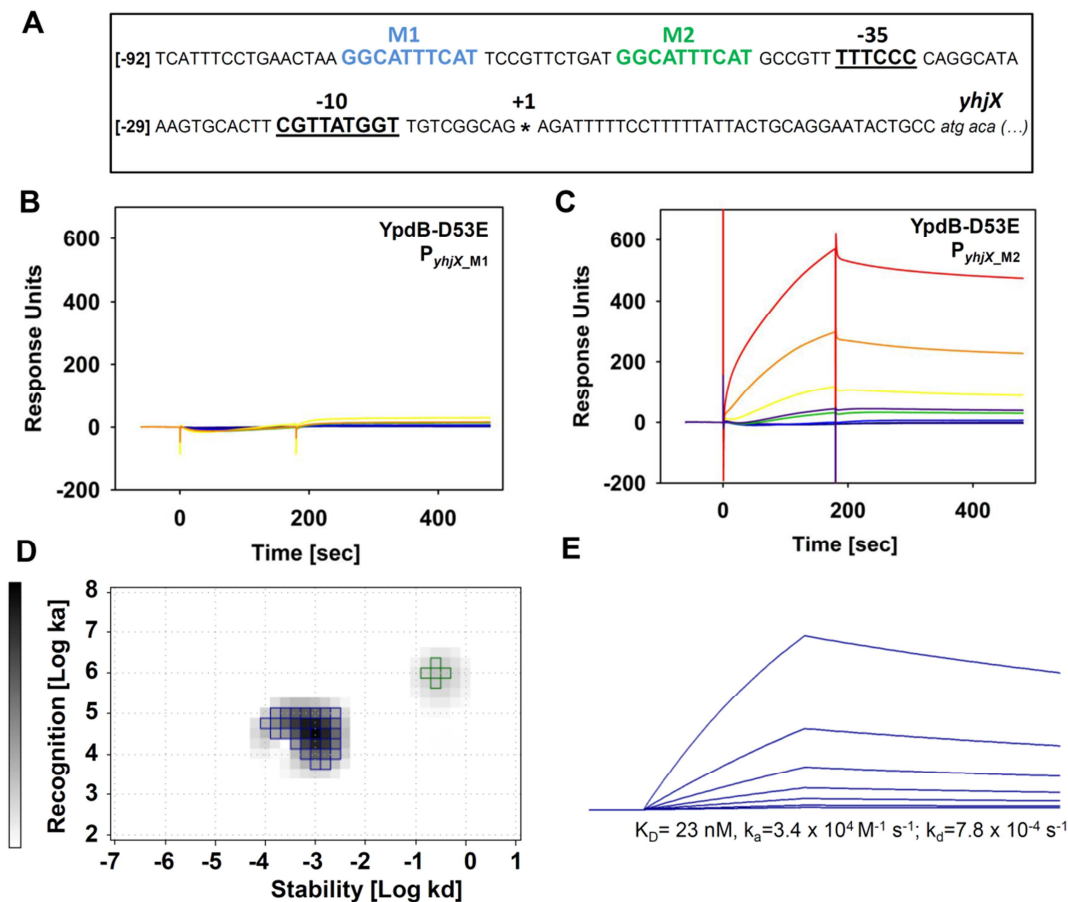 A
M1 M2 -35
[-92] TCATTTCCTGAACTAA GGCATTTCAT TCCGTTCTGAT GGCATTTCAT GCCGTT TTTCCC CAGGCATA
-10 +1 yhjX
[-29] AAGTGCACTT CGTTATGGT TGTCGGCAG * AGATTTTTCCTTTTTATTACTGCAGGAATACTGCC atg aca (...)
B
YpdB-D53E
PyhjX_M1
Response Units
600
400
200
0
-200
0 200 400
Time [sec]
C
YpdB-D53E
PyhjX_M2
Response Units
600
400
200
0
-200
0 200 400
Time [sec]
D
Recognition [Log ka]
8
7
6
5
4
3
2
-7 -6 -5 -4 -3 -2 -1 0 1
Stability [Log kd]
E
KD= 23 nM, ka=3.4 x 10⁴ M⁻¹ s⁻¹; kd=7.8 x 10⁻⁴ s⁻¹